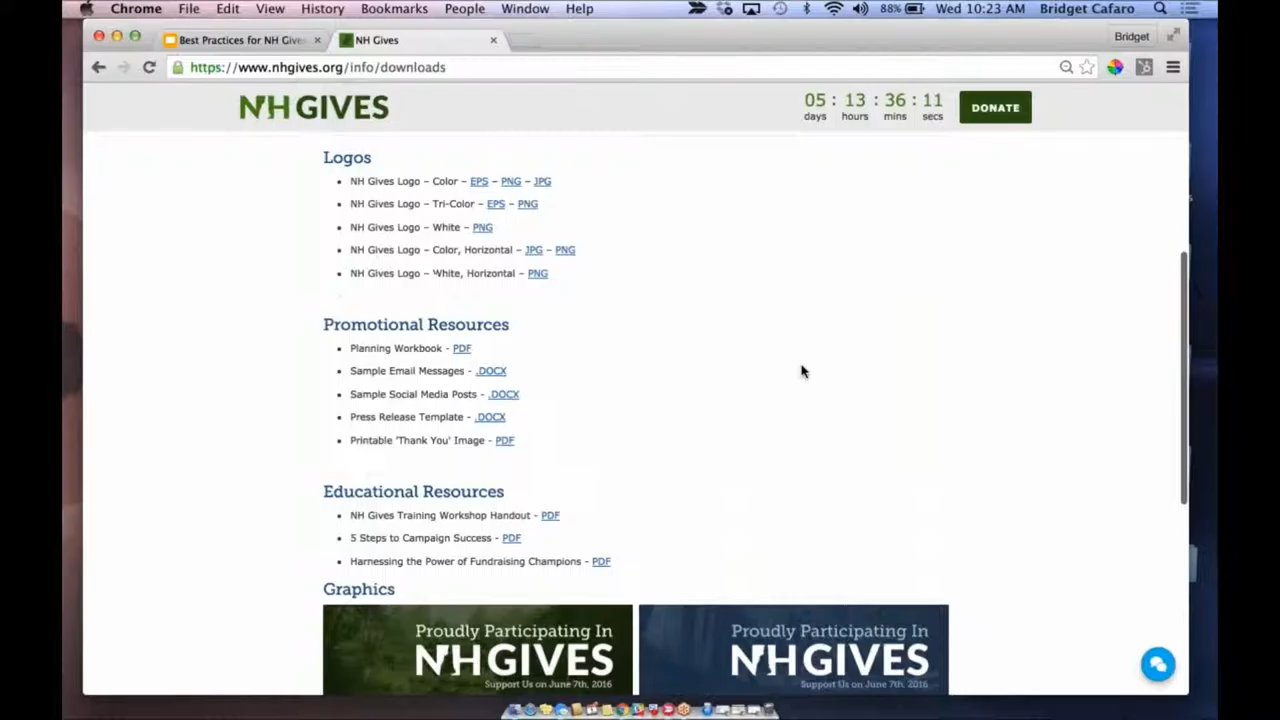 Chrome File Edit View History Bookmarks People Window Help 88% Wed 10:23 AM Bridget Cafaro
Best Practices for NH Give
NH Gives
Bridget
https://www.nhgives.org/info/downloads
NH GIVES
05 : 13 : 36 : 11
days hours mins secs
DONATE
Logos
• NH Gives Logo – Color – EPS – PNG – JPG
• NH Gives Logo – Tri-Color – EPS – PNG
• NH Gives Logo – White – PNG
• NH Gives Logo – Color, Horizontal – JPG – PNG
• NH Gives Logo – White, Horizontal – PNG
Promotional Resources
• Planning Workbook - PDF
• Sample Email Messages - .DOCX
• Sample Social Media Posts - .DOCX
• Press Release Template - .DOCX
• Printable 'Thank You' Image - PDF
Educational Resources
• NH Gives Training Workshop Handout - PDF
• 5 Steps to Campaign Success - PDF
• Harnessing the Power of Fundraising Champions - PDF
Graphics
Proudly Participating In
NH GIVES
Support Us on June 7th, 2016
Proudly Participating In
NH GIVES
Support Us on June 7th, 2016